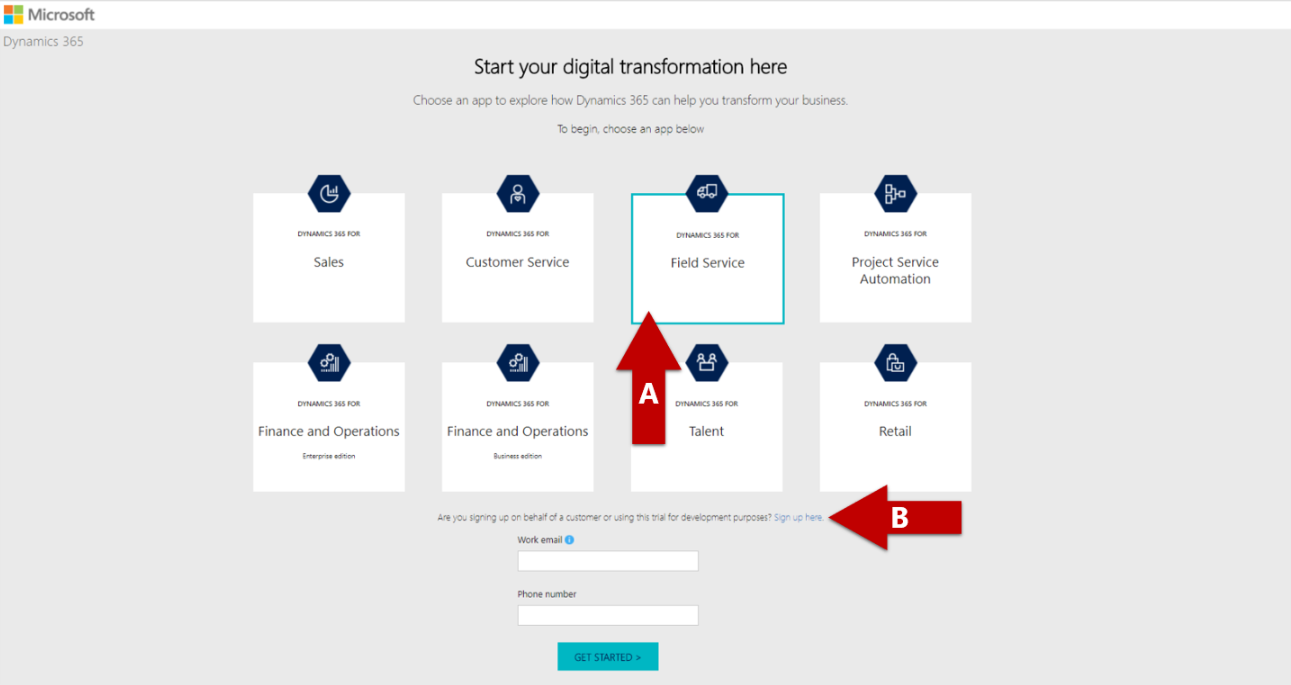 Microsoft
Dynamics 365
Start your digital transformation here
Choose an app to explore how Dynamics 365 can help you transform your business.
To begin, choose an app below
DYNAMICS 365 FOR
Sales
DYNAMICS 365 FOR
Customer Service
DYNAMICS 365 FOR
Field Service
DYNAMICS 365 FOR
Project Service
Automation
DYNAMICS 365 FOR
Finance and Operations
Enterprise edition
DYNAMICS 365 FOR
Finance and Operations
Business edition
A
DYNAMICS 365 FOR
Talent
DYNAMICS 365 FOR
Retail
Are you signing up on behalf of a customer or using this trial for development purposes? Sign up here.
B
Work email
Phone number
GET STARTED >